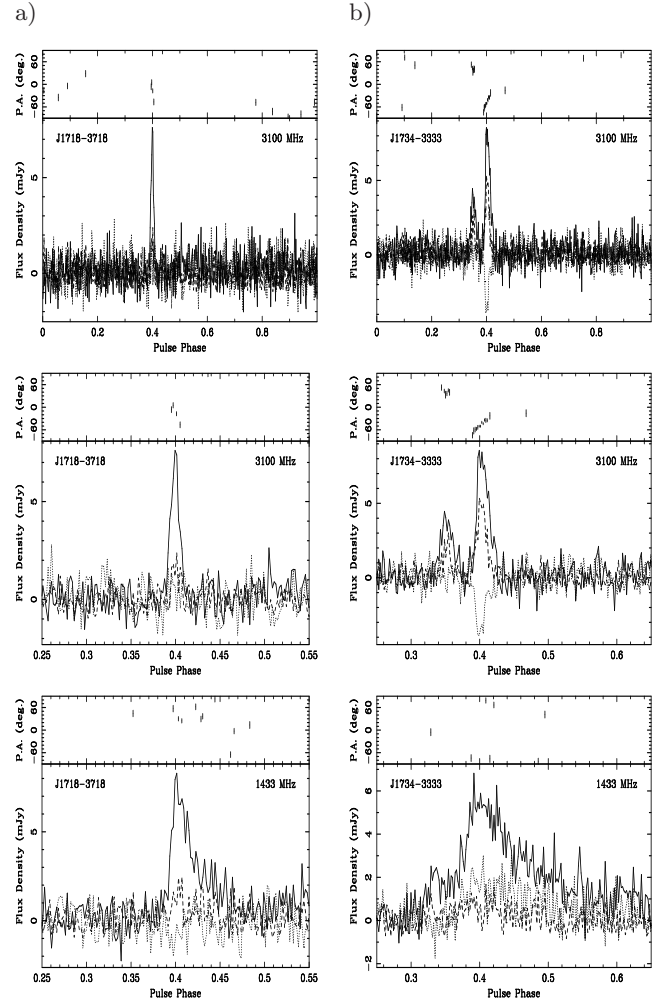 a)
b)
P.A. (deg.)
−60 0 60
J1718−3718 3100 MHz
Flux Density (mJy)
0 5
0 0.2 0.4 0.6 0.8
Pulse Phase
P.A. (deg.)
−60 0 60
J1734−3333 3100 MHz
Flux Density (mJy)
0 5
0 0.2 0.4 0.6 0.8
Pulse Phase
P.A. (deg.)
−60 0 60
J1718−3718 3100 MHz
Flux Density (mJy)
0 5
0.25 0.3 0.35 0.4 0.45 0.5 0.55
Pulse Phase
P.A. (deg.)
−60 0 60
J1734−3333 3100 MHz
Flux Density (mJy)
0 5
0.3 0.4 0.5 0.6
Pulse Phase
P.A. (deg.)
−60 0 60
J1718−3718 1433 MHz
Flux Density (mJy)
0 5
0.25 0.3 0.35 0.4 0.45 0.5 0.55
Pulse Phase
P.A. (deg.)
−60 0 60
J1734−3333 1433 MHz
Flux Density (mJy)
−2 0 2 4 6
0.3 0.4 0.5 0.6
Pulse Phase